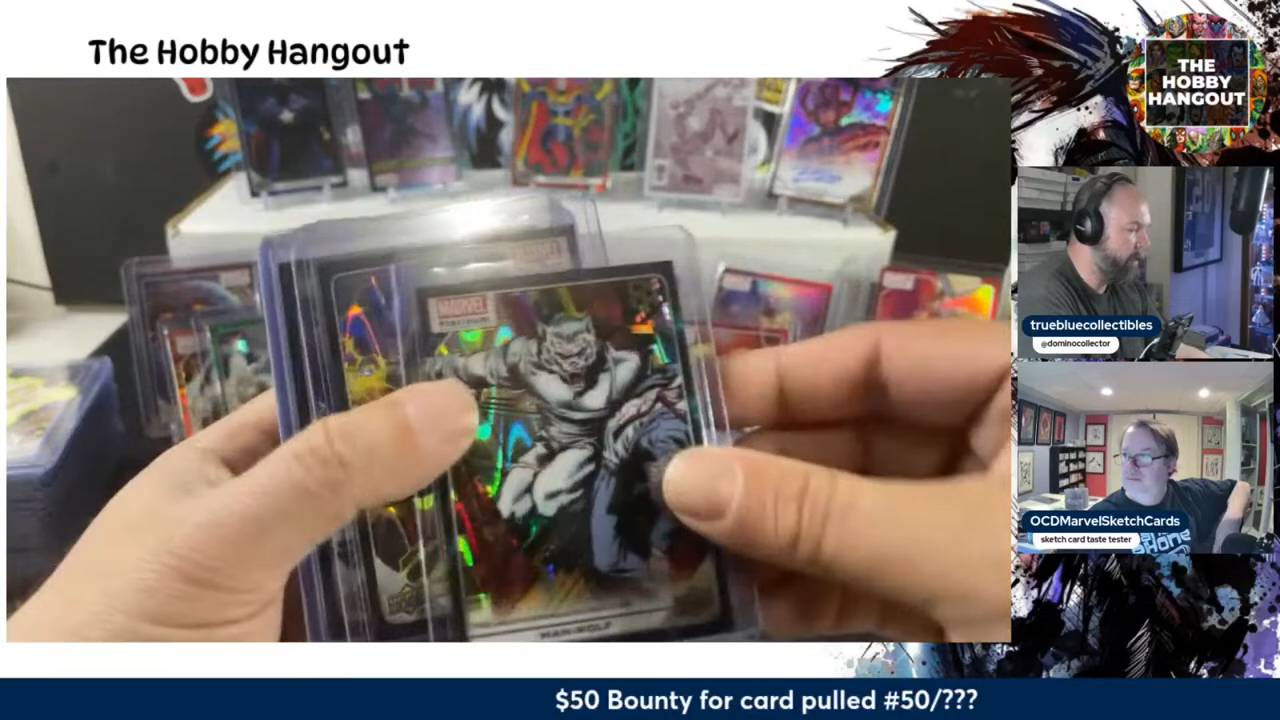 The Hobby Hangout
THE
HOBBY
HANGOUT
MARVEL
PLATINUM
MAN-WOLF
truebluecollectibles
@dominocollector
OCDMarvelSketchCards
sketch card taste tester
$50 Bounty for card pulled #50/???